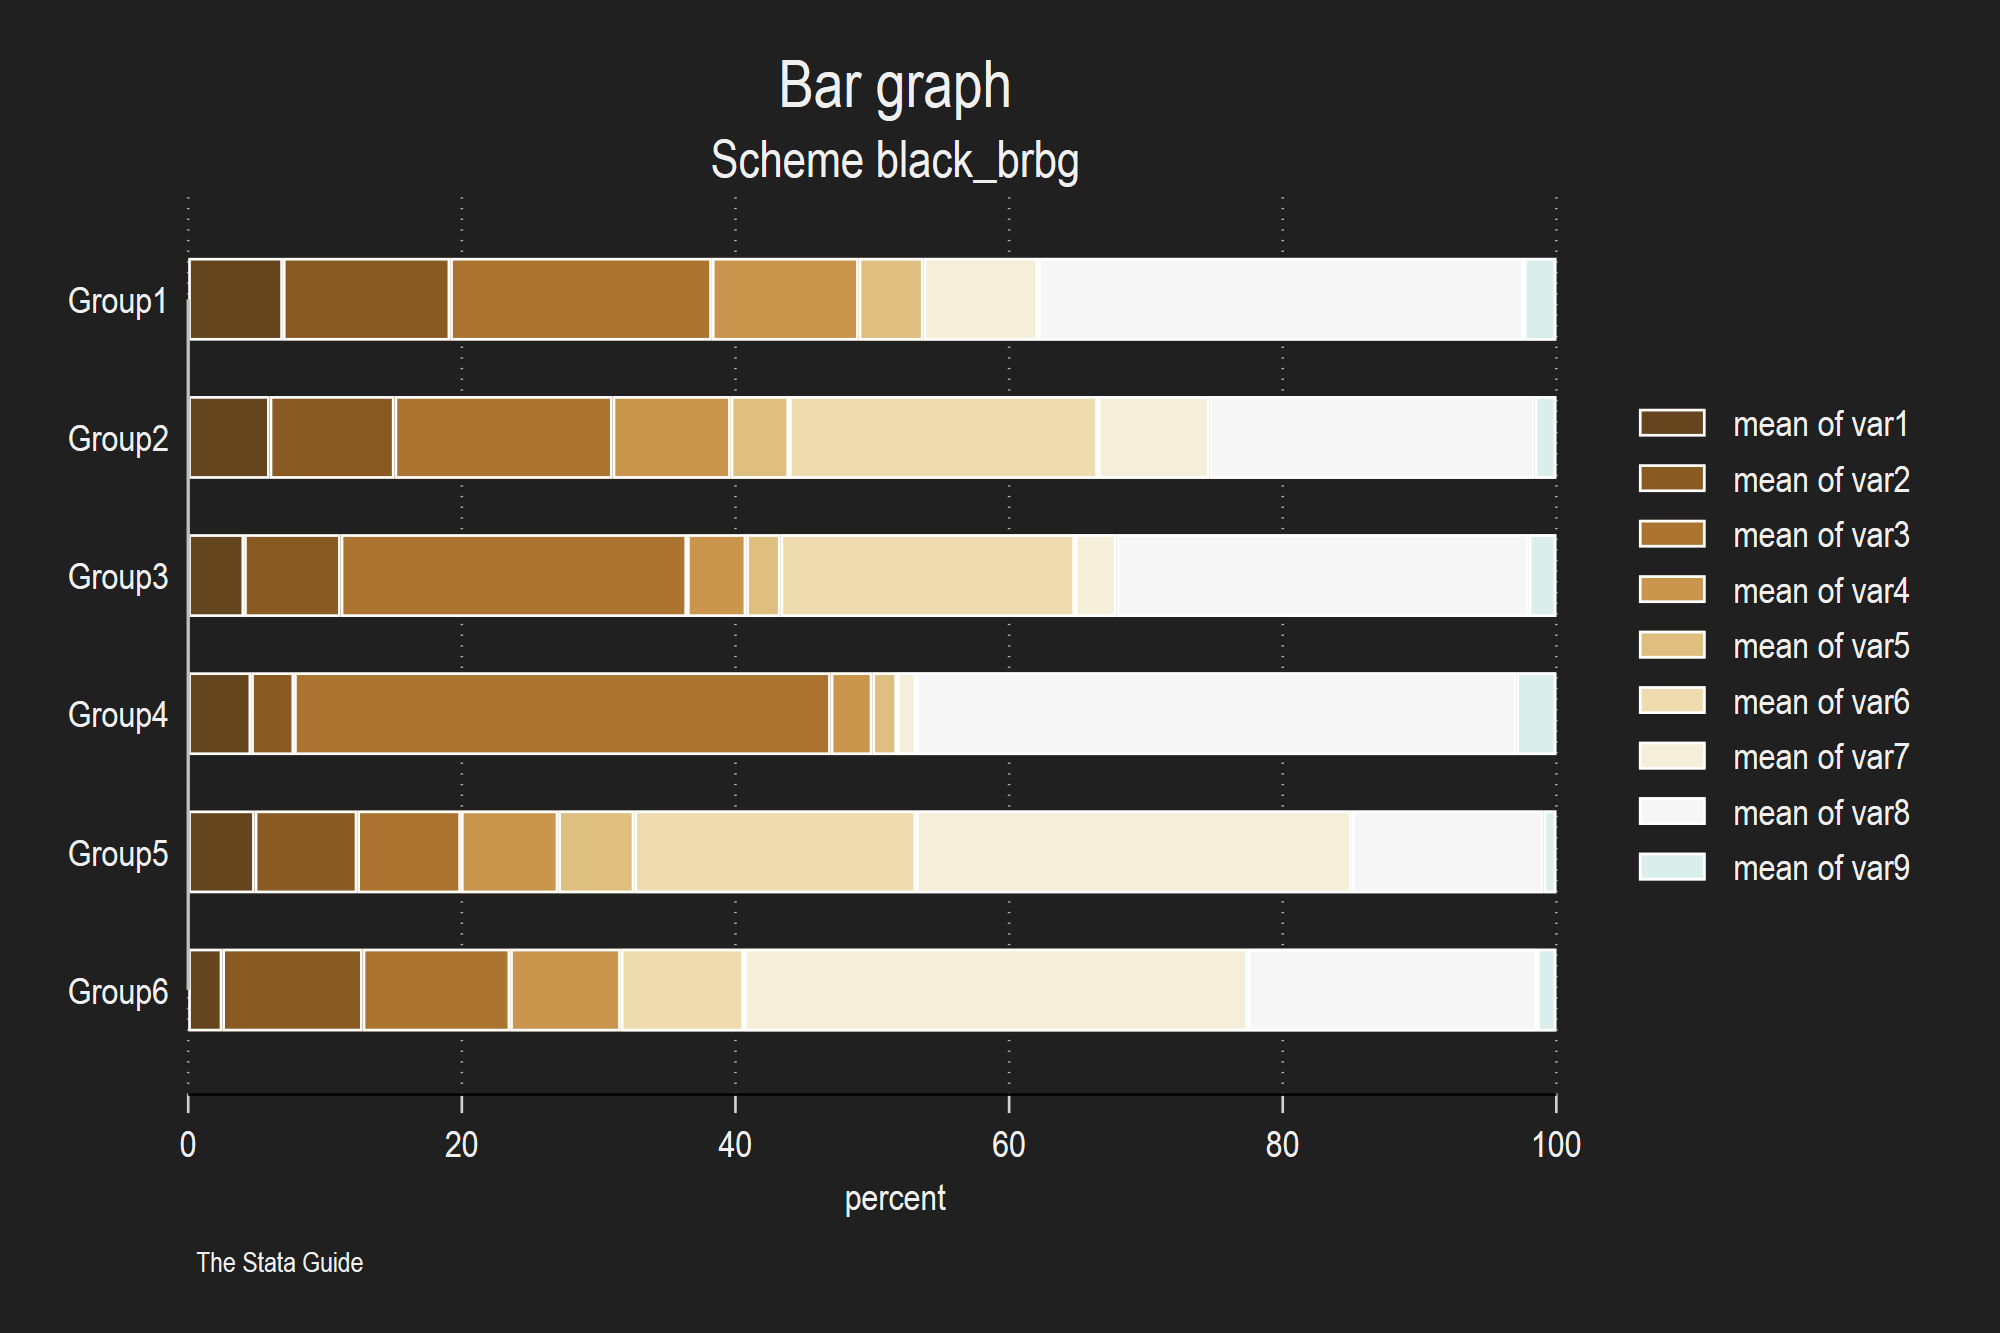 Bar graph
Scheme black_brbg
Group1
Group2
Group3
Group4
Group5
Group6
0 20 40 60 80 100
percent
mean of var1
mean of var2
mean of var3
mean of var4
mean of var5
mean of var6
mean of var7
mean of var8
mean of var9
The Stata Guide